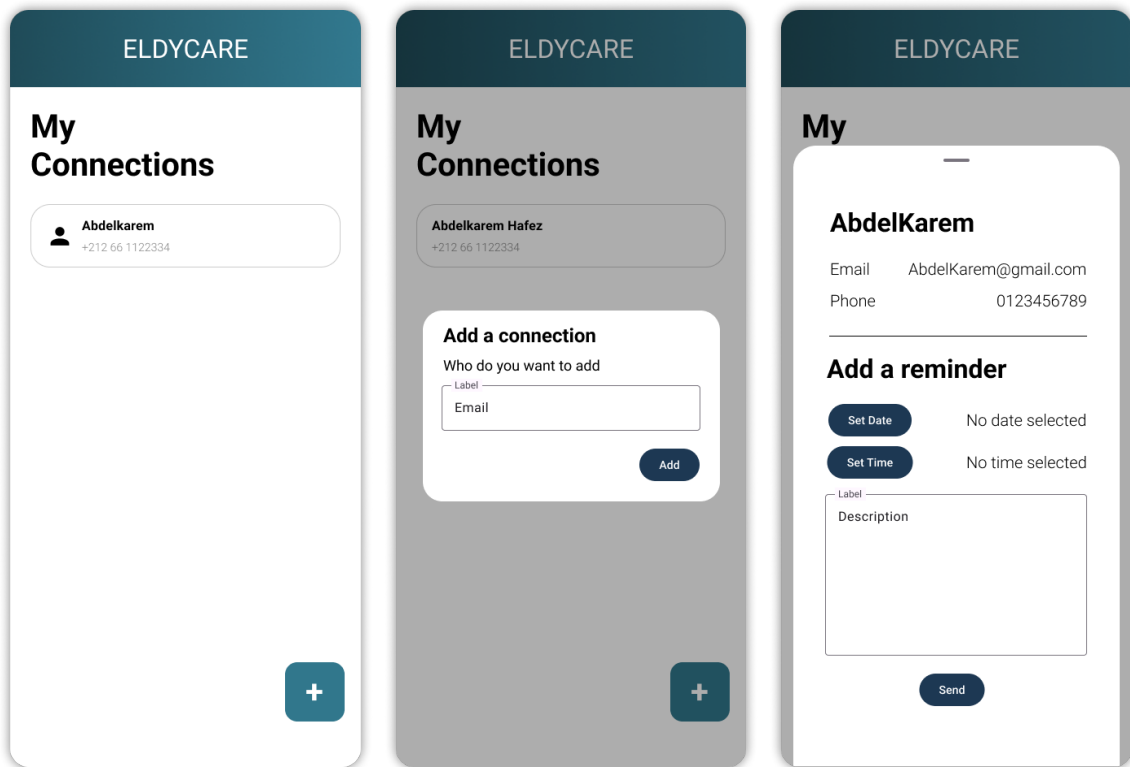 ELDYCARE
My
Connections
Abdelkarem
+212 66 1122334
+
ELDYCARE
My
Connections
Abdelkarem Hafez
+212 66 1122334
Add a connection
Who do you want to add
Label
Email
Add
+
ELDYCARE
My
AbdelKarem
Email AbdelKarem@gmail.com
Phone 0123456789
Add a reminder
Set Date No date selected
Set Time No time selected
Label
Description
Send